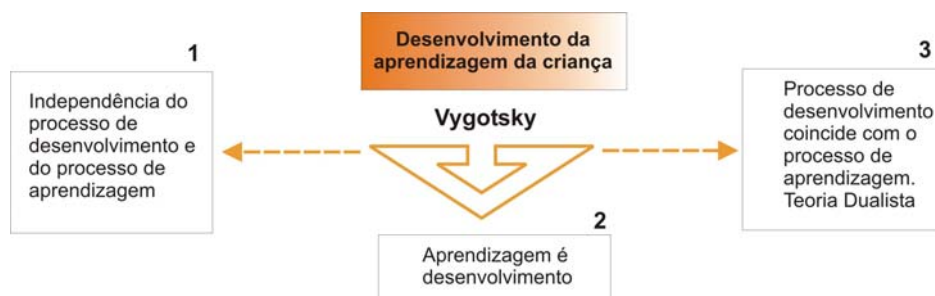 Desenvolvimento da
aprendizagem da criança
Vygotsky
1
Independência do
processo de
desenvolvimento e
do processo de
aprendizagem
2
Aprendizagem é
desenvolvimento
3
Processo de
desenvolvimento
coincide com o
processo de
aprendizagem.
Teoria Dualista